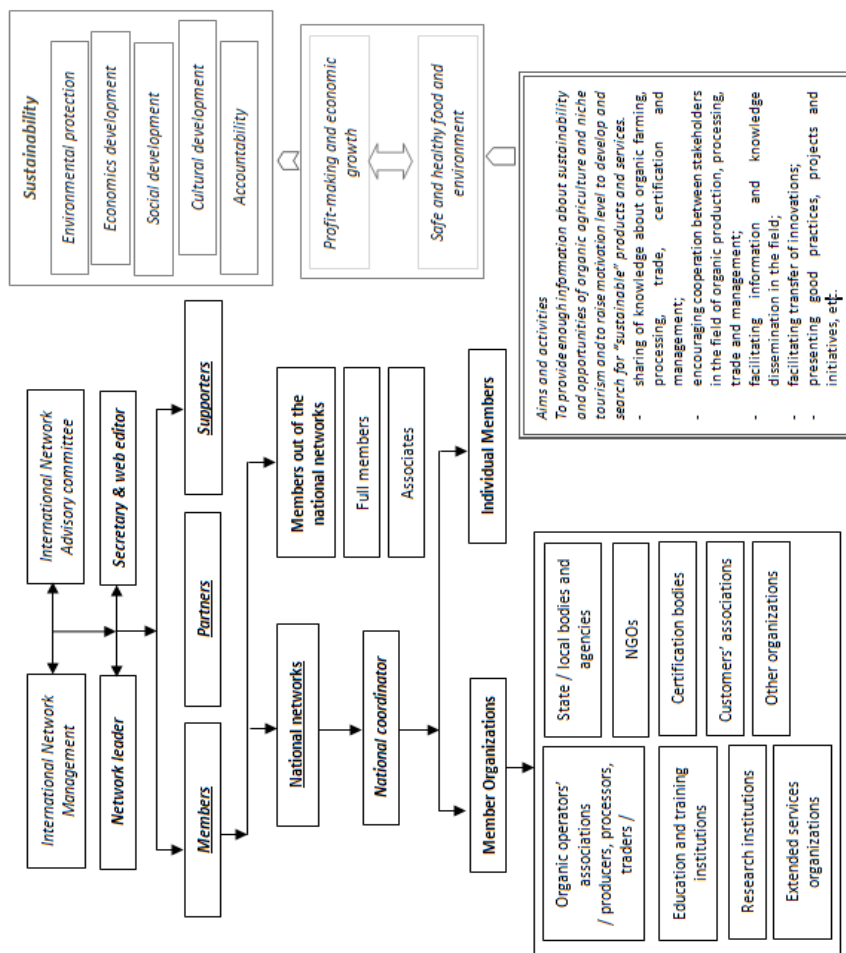 International Network
Management
International Network
Advisory committee
Network leader
Secretary & web editor
Members
Partners
Supporters
National networks
Members out of the
national networks
Full members
Associates
National coordinator
Member Organizations
Individual Members
Organic operators'
associations
/ producers, processors,
traders /
Education and training
institutions
Research institutions
Extended services
organizations
State / local bodies and
agencies
NGOs
Certification bodies
Customers' associations
Other organizations
Sustainability
Environmental protection
Economics development
Social development
Cultural development
Accountability
Profit-making and economic
growth
Safe and healthy food and
environment
Aims and activities
To provide enough information about sustainability
and opportunities of organic agriculture and niche
tourism and to raise motivation level to develop and
search for "sustainable" products and services.
- sharing of knowledge about organic farming,
processing, trade, certification and
management;
- encouraging cooperation between stakeholders
in the field of organic production, processing,
trade and management;
- facilitating information and knowledge
dissemination in the field;
- facilitating transfer of innovations;
- presenting good practices, projects and
initiatives, etc.